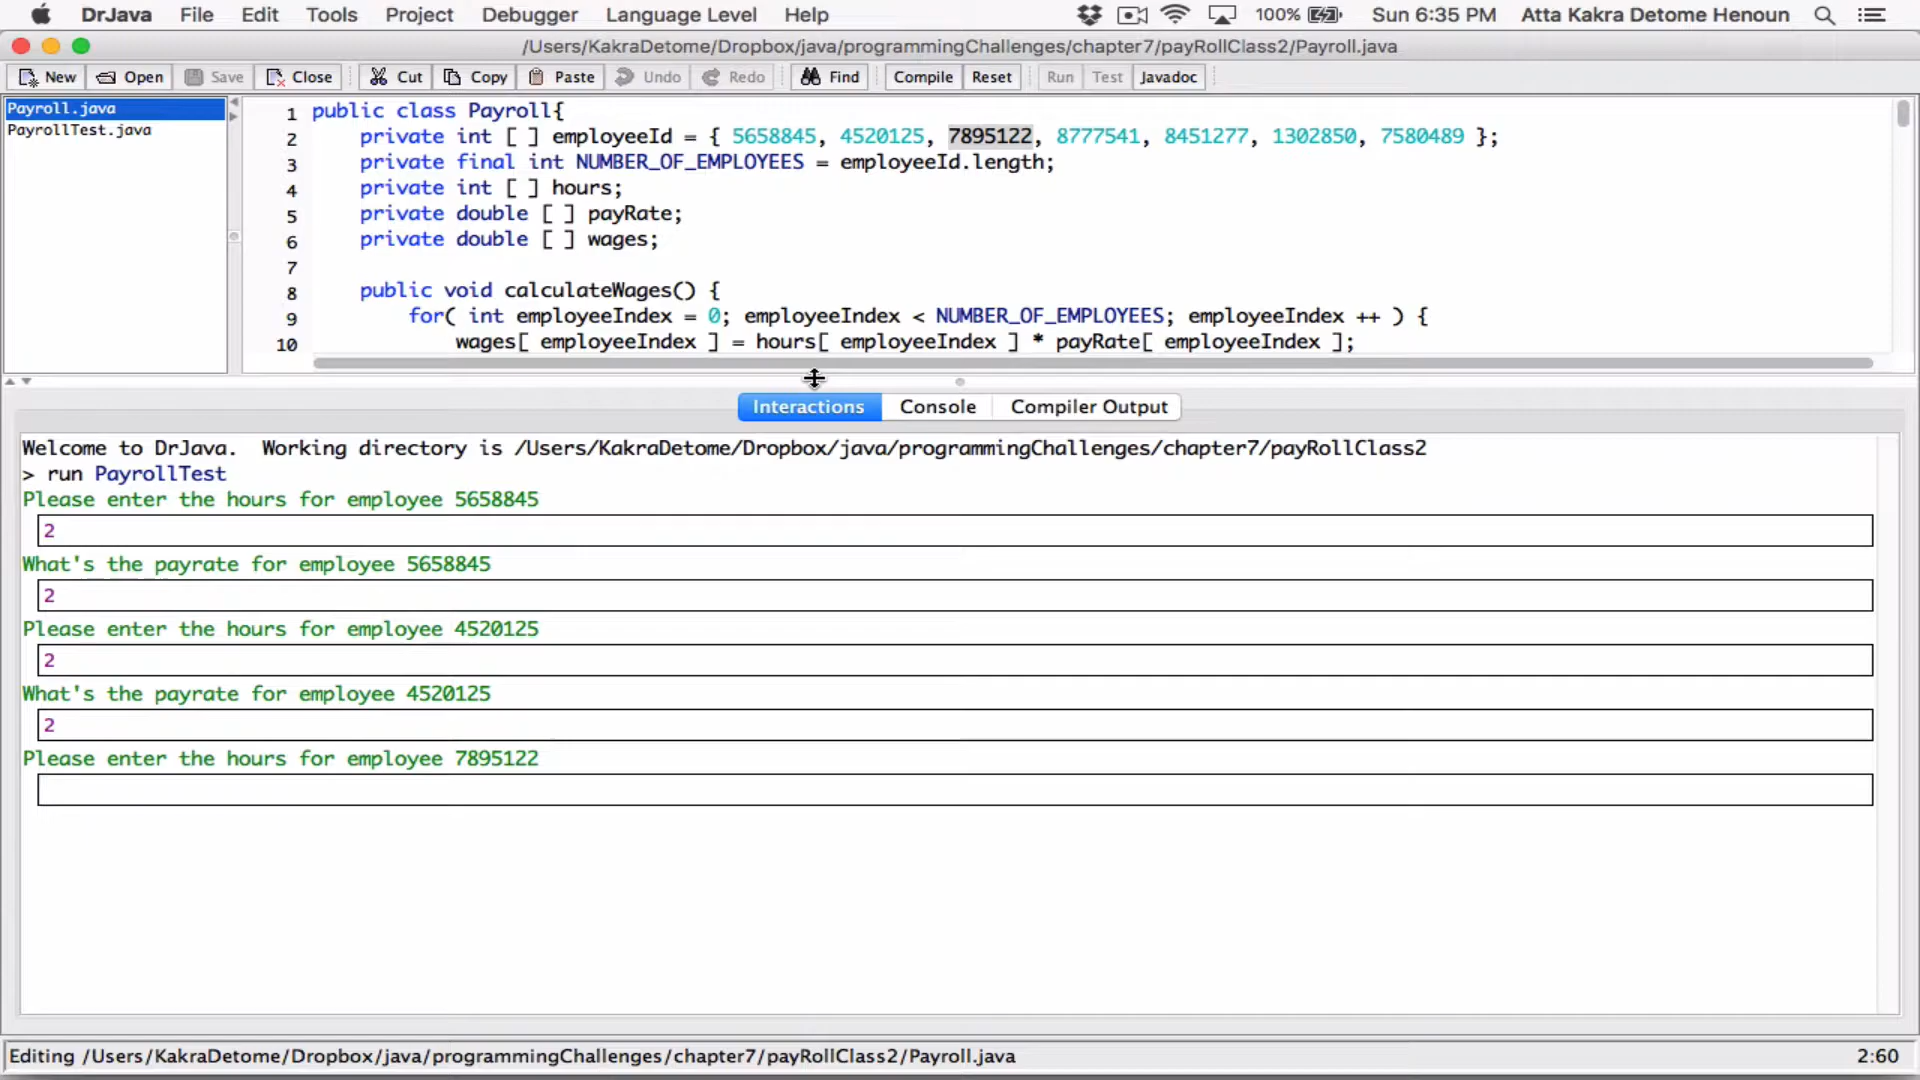 DrJava File Edit Tools Project Debugger Language Level Help 100% Sun 6:35 PM Atta Kakra Detome Henoun
/Users/KakraDetome/Dropbox/java/programmingChallenges/chapter7/payRollClass2/Payroll.java
New Open Save Close Cut Copy Paste Undo Redo Find Compile Reset Run Test Javadoc
Payroll.java
PayrollTest.java
1 public class Payroll{
2 private int [ ] employeeId = { 5658845, 4520125, 7895122, 8777541, 8451277, 1302850, 7580489 };
3 private final int NUMBER_OF_EMPLOYEES = employeeId.length;
4 private int [ ] hours;
5 private double [ ] payRate;
6 private double [ ] wages;
7
8 public void calculateWages() {
9 for( int employeeIndex = 0; employeeIndex < NUMBER_OF_EMPLOYEES; employeeIndex ++ ) {
10 wages[ employeeIndex ] = hours[ employeeIndex ] * payRate[ employeeIndex ];
Interactions Console Compiler Output
Welcome to DrJava.  Working directory is /Users/KakraDetome/Dropbox/java/programmingChallenges/chapter7/payRollClass2
> run PayrollTest
Please enter the hours for employee 5658845
2
What's the payrate for employee 5658845
2
Please enter the hours for employee 4520125
2
What's the payrate for employee 4520125
2
Please enter the hours for employee 7895122
Editing /Users/KakraDetome/Dropbox/java/programmingChallenges/chapter7/payRollClass2/Payroll.java 2:60